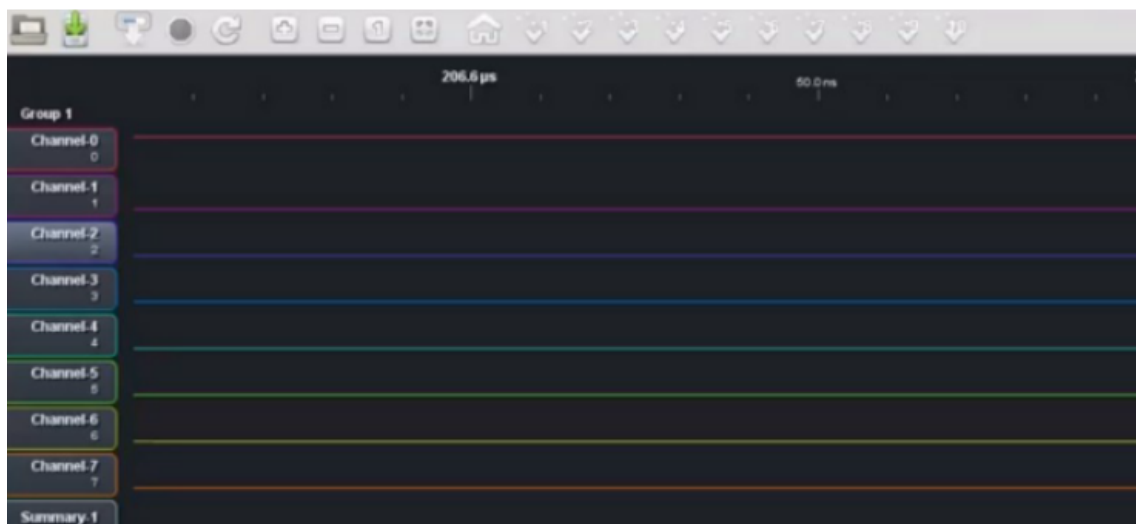 206.6 µs
50.0 ns
Group 1
Channel-0
0
Channel-1
1
Channel-2
2
Channel-3
3
Channel-4
4
Channel-5
5
Channel-6
6
Channel-7
7
Summary-1